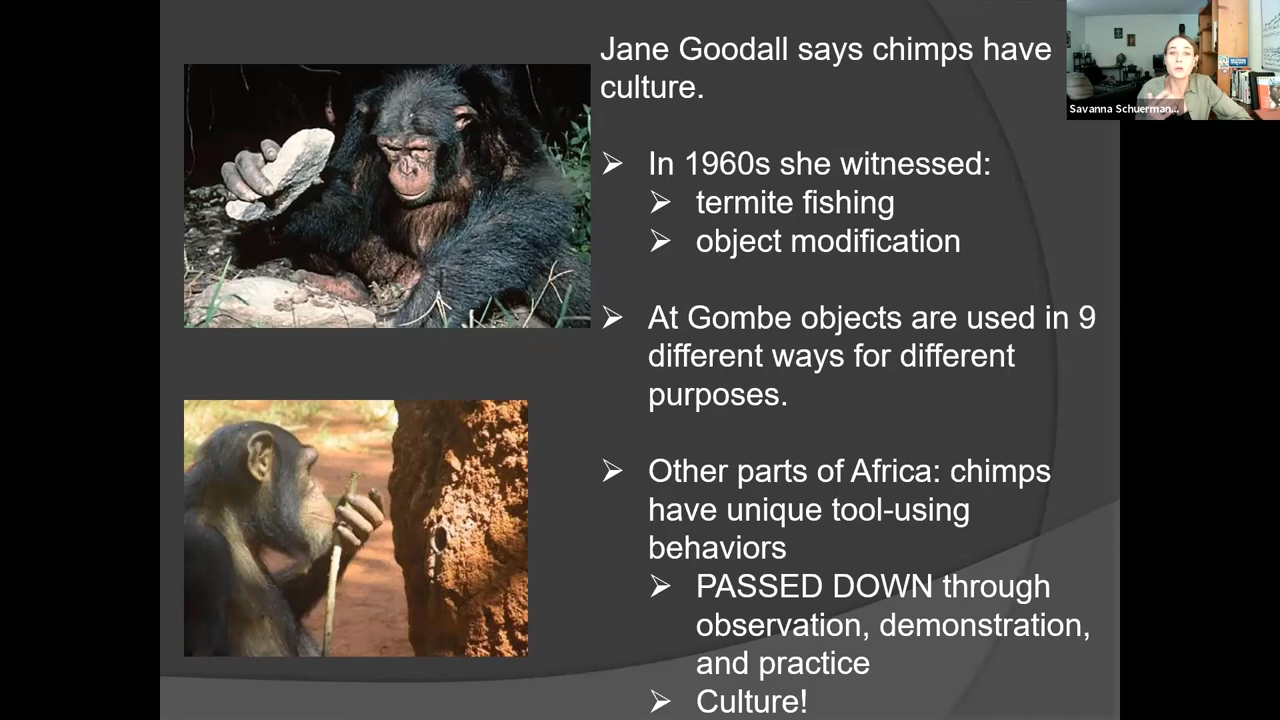 Jane Goodall says chimps have
culture.
In 1960s she witnessed:
termite fishing
object modification
At Gombe objects are used in 9
different ways for different
purposes.
Other parts of Africa: chimps
have unique tool-using
behaviors
PASSED DOWN through
observation, demonstration,
and practice
Culture!
Savanna Schuerman...